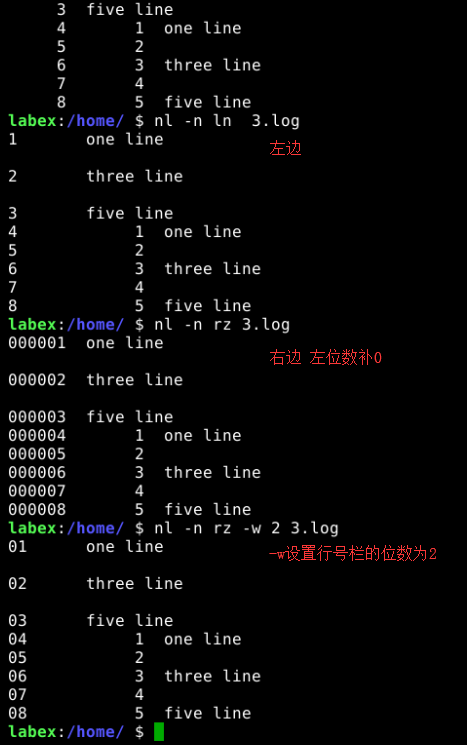 3  five line
      4       1  one line
      5       2
      6       3  three line
      7       4
      8       5  five line
labex:/home/ $ nl -n ln  3.log
1       one line
左边
2       three line

3       five line
4            1  one line
5            2
6            3  three line
7            4
8            5  five line
labex:/home/ $ nl -n rz 3.log
000001  one line
右边 左位数补0
000002  three line

000003  five line
000004       1  one line
000005       2
000006       3  three line
000007       4
000008       5  five line
labex:/home/ $ nl -n rz -w 2 3.log
01      one line
-w设置行号栏的位数为2
02      three line

03      five line
04           1  one line
05           2
06           3  three line
07           4
08           5  five line
labex:/home/ $